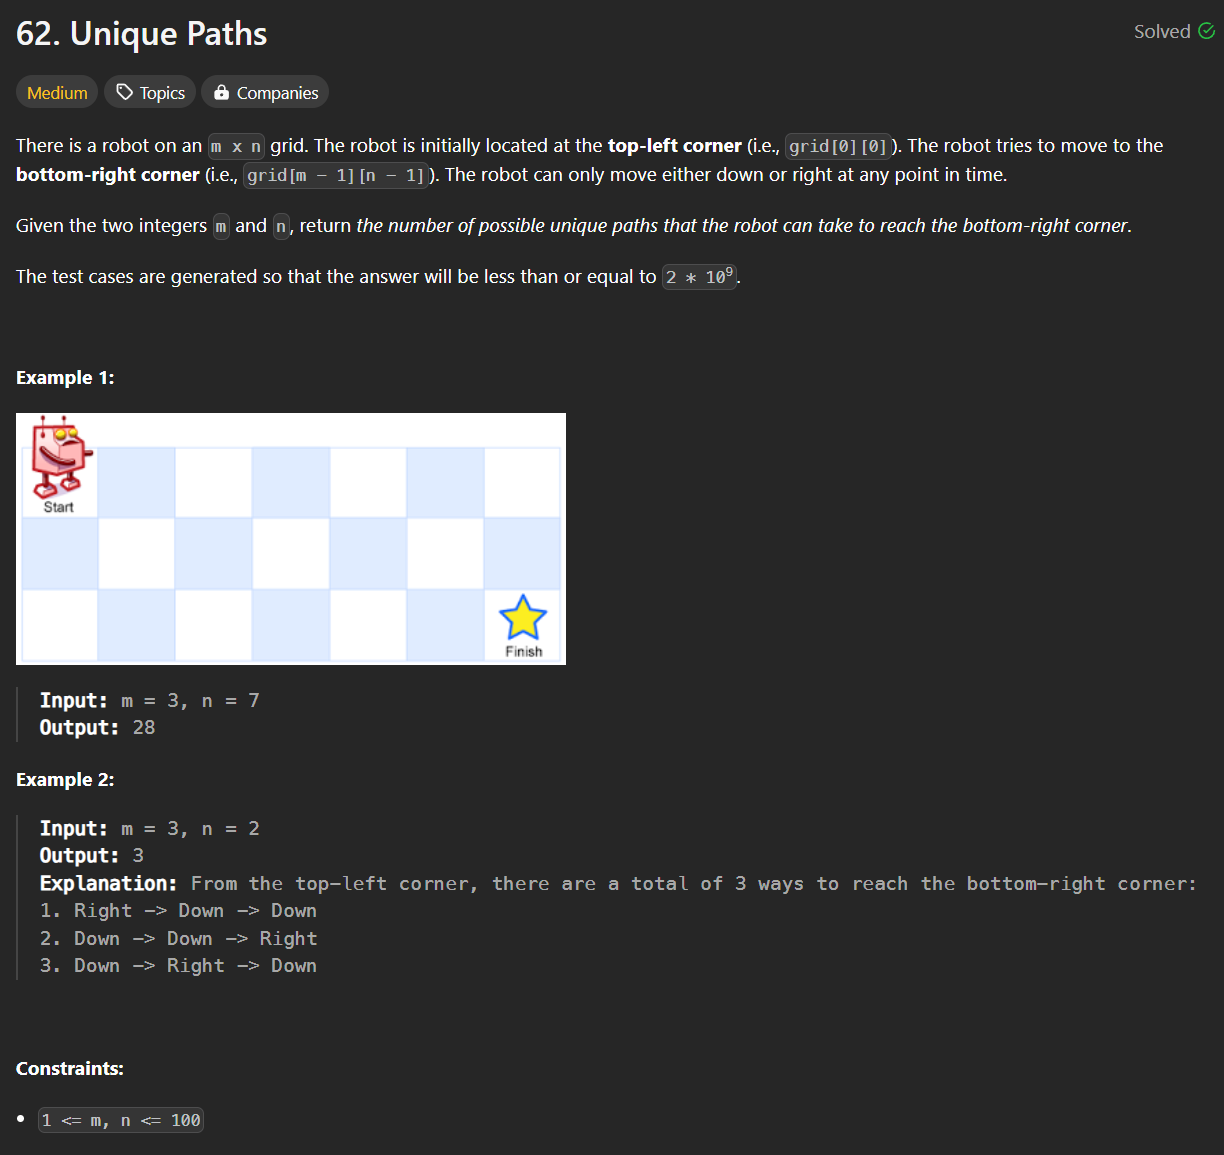 62. Unique Paths
Solved
Medium
Topics
Companies
There is a robot on an m x n grid. The robot is initially located at the top-left corner (i.e., grid[0][0]). The robot tries to move to the
bottom-right corner (i.e., grid[m - 1][n - 1]). The robot can only move either down or right at any point in time.
Given the two integers m and n, return the number of possible unique paths that the robot can take to reach the bottom-right corner.
The test cases are generated so that the answer will be less than or equal to 2 * 10⁹.
Example 1:
Start
Finish
Input: m = 3, n = 7
Output: 28
Example 2:
Input: m = 3, n = 2
Output: 3
Explanation: From the top-left corner, there are a total of 3 ways to reach the bottom-right corner:
1. Right -> Down -> Down
2. Down -> Down -> Right
3. Down -> Right -> Down
Constraints:
• 1 <= m, n <= 100